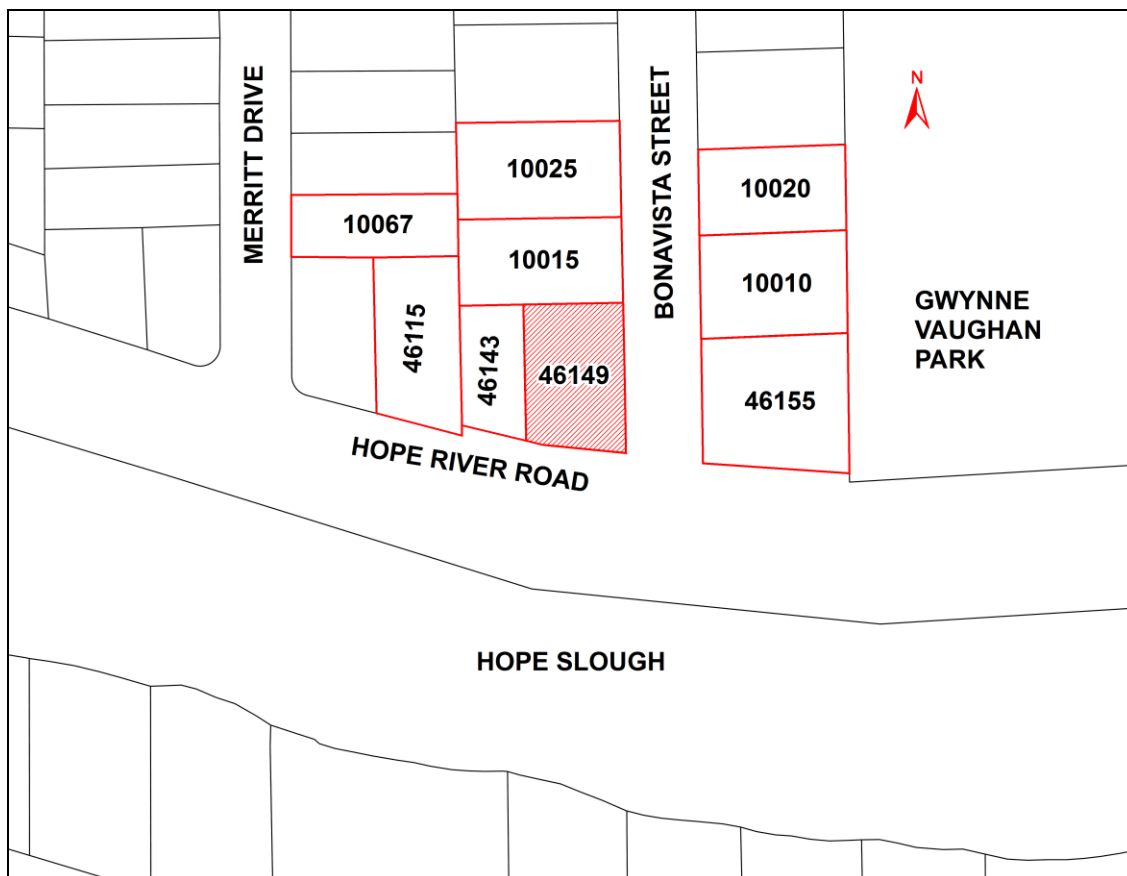 MERRITT DRIVE
BONAVISTA STREET
N
10025
10020
10067
10015
10010
GWYNNE
VAUGHAN
PARK
46115
46143
46149
46155
HOPE RIVER ROAD
HOPE SLOUGH